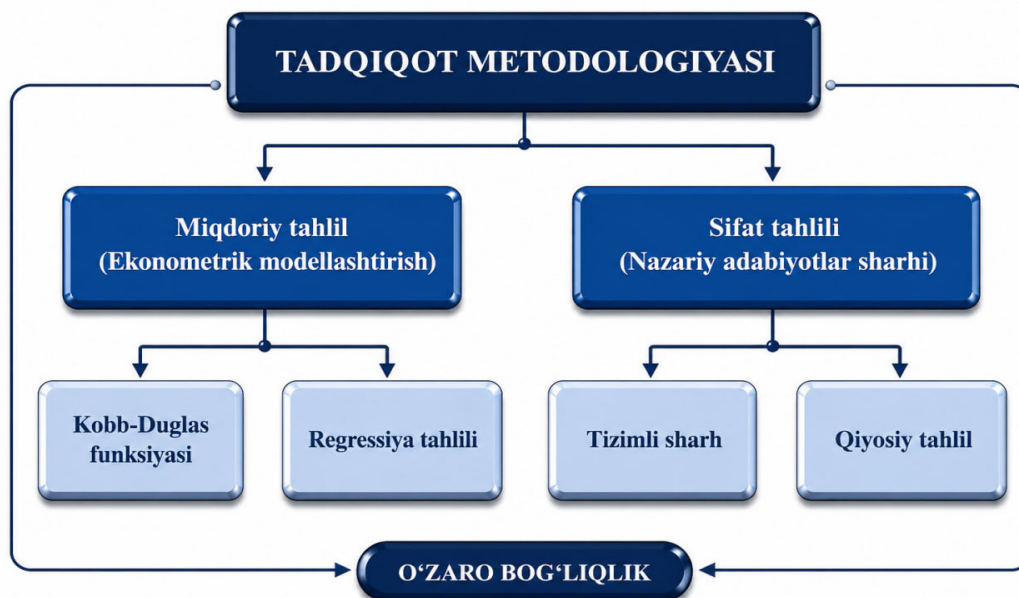 TADQIQOT METODOLOGIYASI
Miqdoriy tahlil
(Ekonometrik modellashtirish)
Sifat tahlili
(Nazariy adabiyotlar sharhi)
Kobb-Duglas
funksiyasi
Regressiya tahlili
Tizimli sharh
Qiyosiy tahlil
O‘ZARO BOG‘LIQLIK